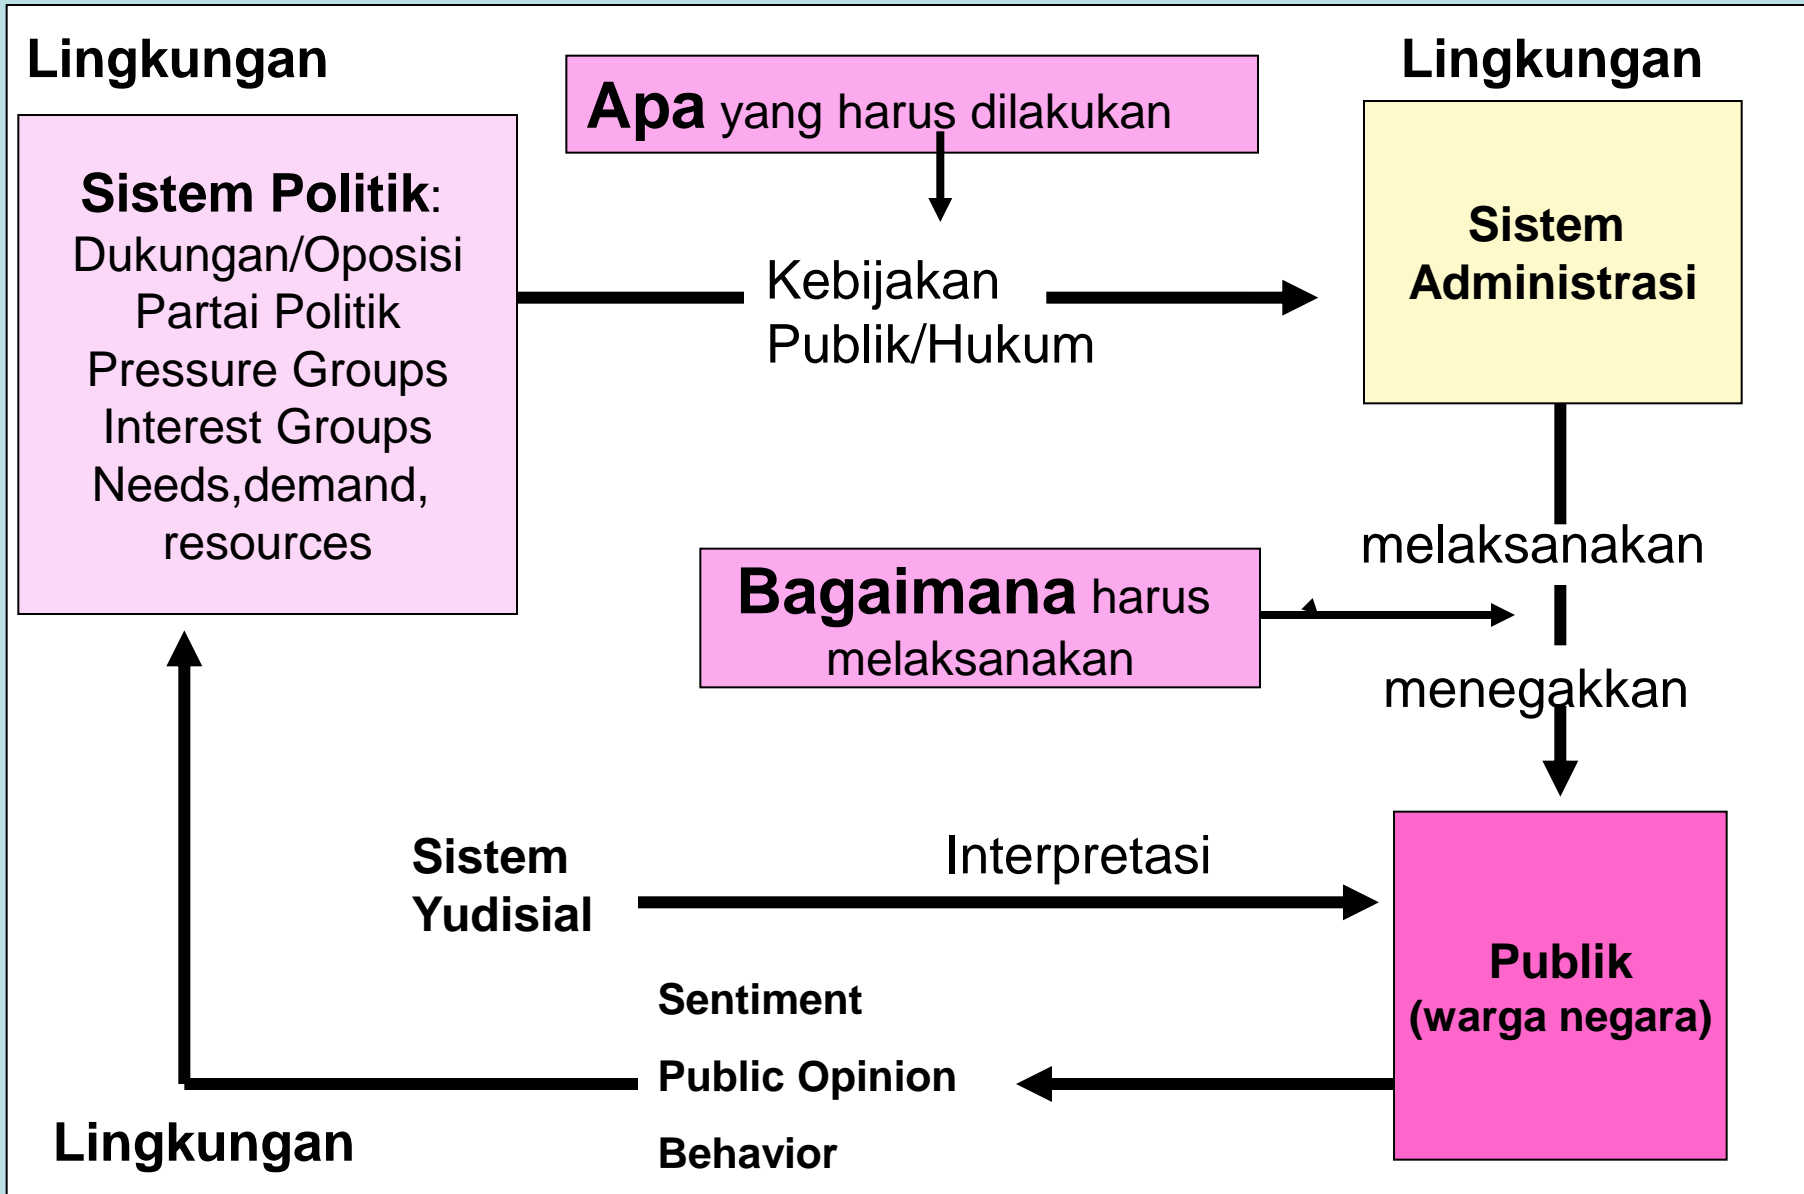 Lingkungan
Lingkungan
Apa yang harus dilakukan
Sistem Politik:
Dukungan/Oposisi
Partai Politik
Pressure Groups
Interest Groups
Needs,demand,
resources
Kebijakan
Publik/Hukum
Sistem
Administrasi
melaksanakan
Bagaimana harus
melaksanakan
menegakkan
Sistem
Yudisial
Interpretasi
Publik
(warga negara)
Sentiment
Public Opinion
Behavior
Lingkungan